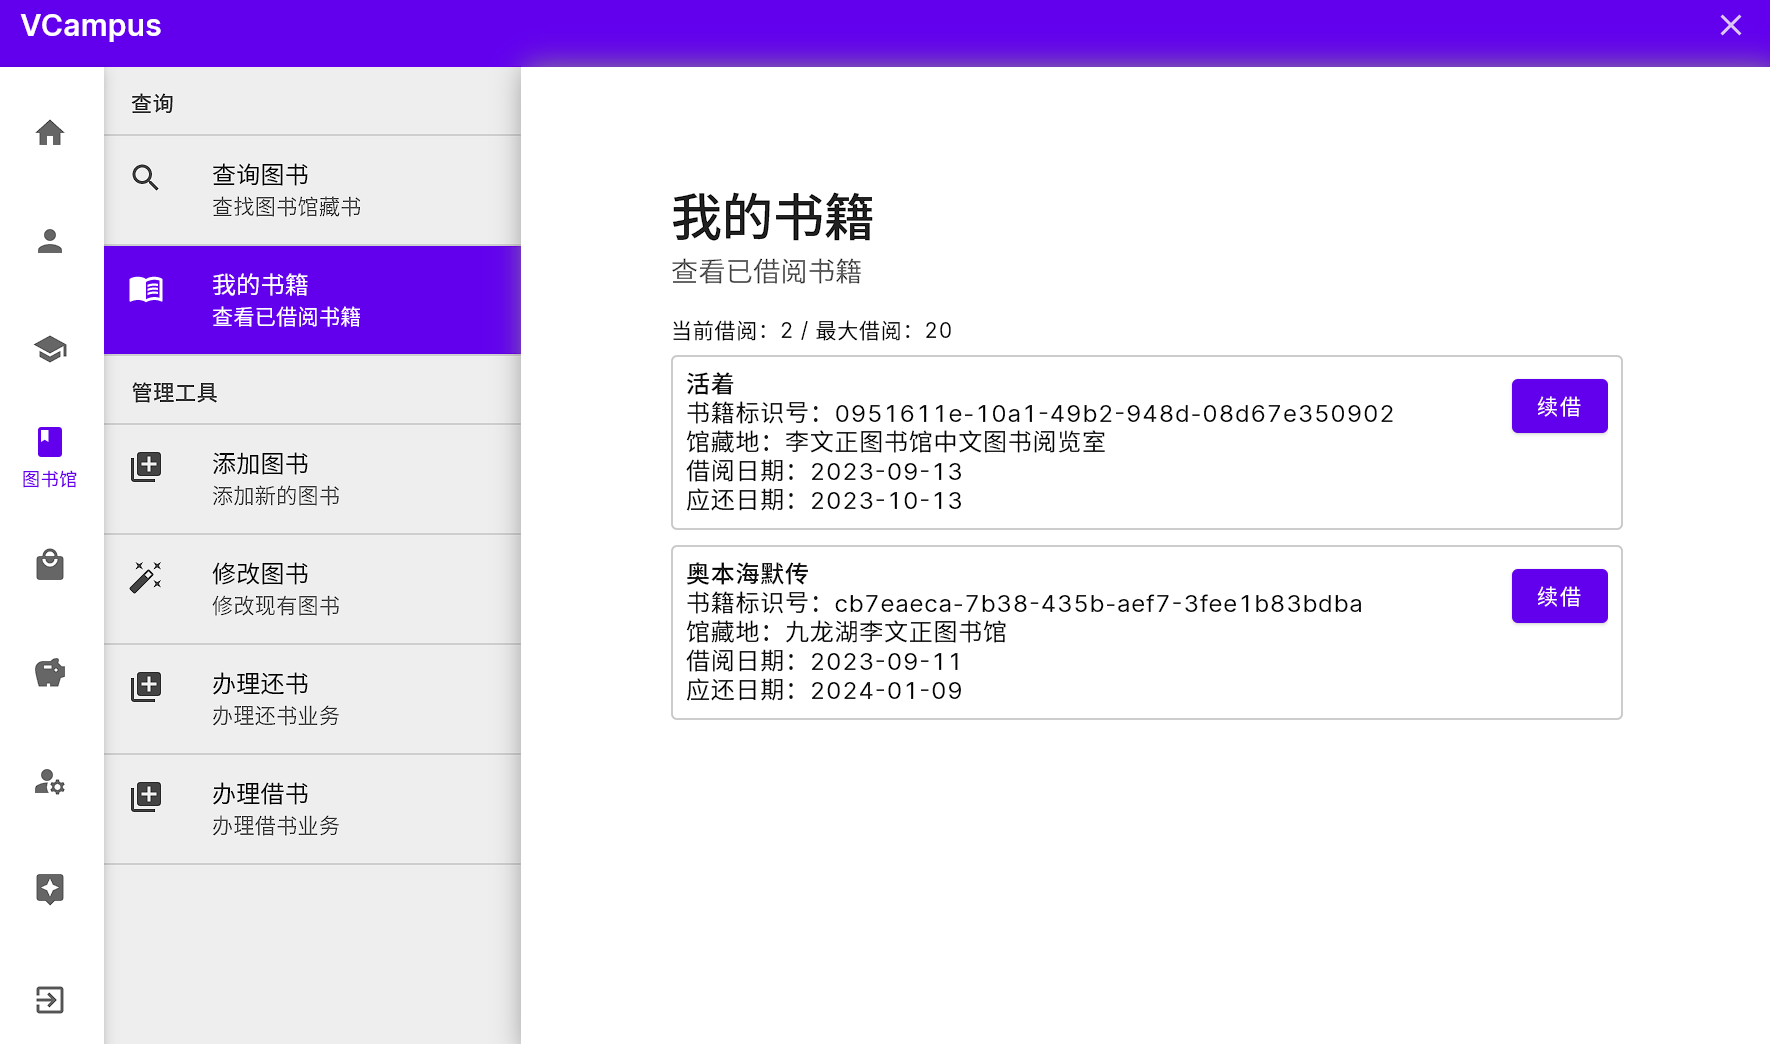 VCampus
查询
查询图书
查找图书馆藏书
我的书籍
查看已借阅书籍
管理工具
添加图书
添加新的图书
修改图书
修改现有图书
办理还书
办理还书业务
办理借书
办理借书业务
图书馆
我的书籍
查看已借阅书籍
当前借阅：2 / 最大借阅：20
活着
书籍标识号：0951611e-10a1-49b2-948d-08d67e350902
馆藏地：李文正图书馆中文图书阅览室
借阅日期：2023-09-13
应还日期：2023-10-13
续借
奥本海默传
书籍标识号：cb7eaeca-7b38-435b-aef7-3fee1b83bdba
馆藏地：九龙湖李文正图书馆
借阅日期：2023-09-11
应还日期：2024-01-09
续借